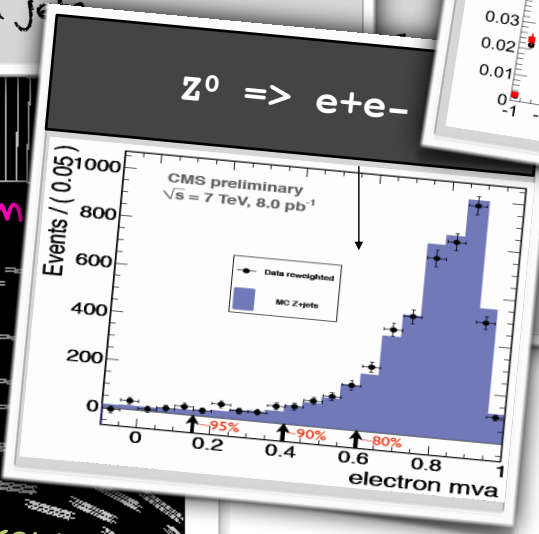 Jets
0.03
0.02
0.01
0
-1
Z⁰ => e+e-
1000
800
600
400
200
0
Events / ( 0.05 )
CMS preliminary
√s = 7 TeV, 8.0 pb⁻¹
Data reweighted
MC Z+jets
95%
90%
80%
0
0.2
0.4
0.6
0.8
1
electron mva